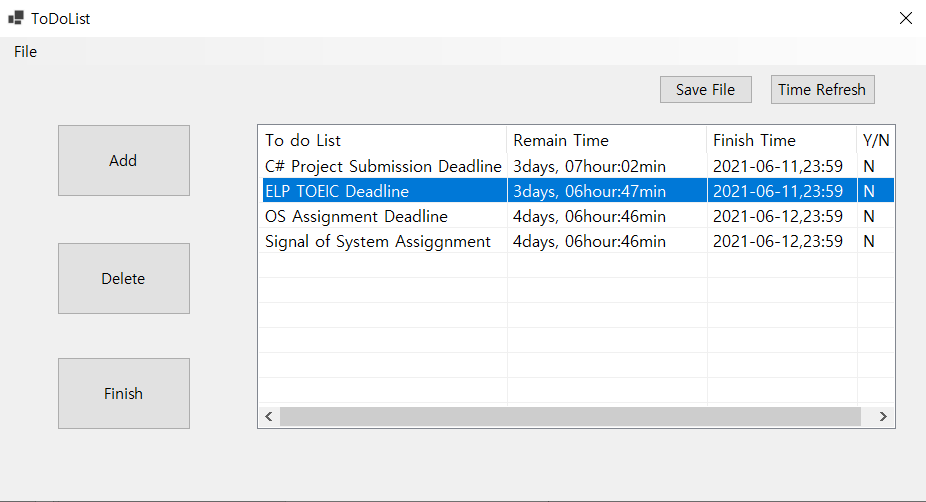 ToDoList
File
Save File Time Refresh
Add
Delete
Finish
To do List Remain Time Finish Time Y/N
C# Project Submission Deadline 3days, 07hour:02min 2021-06-11,23:59 N
ELP TOEIC Deadline 3days, 06hour:47min 2021-06-11,23:59 N
OS Assignment Deadline 4days, 06hour:46min 2021-06-12,23:59 N
Signal of System Assiggnment 4days, 06hour:46min 2021-06-12,23:59 N